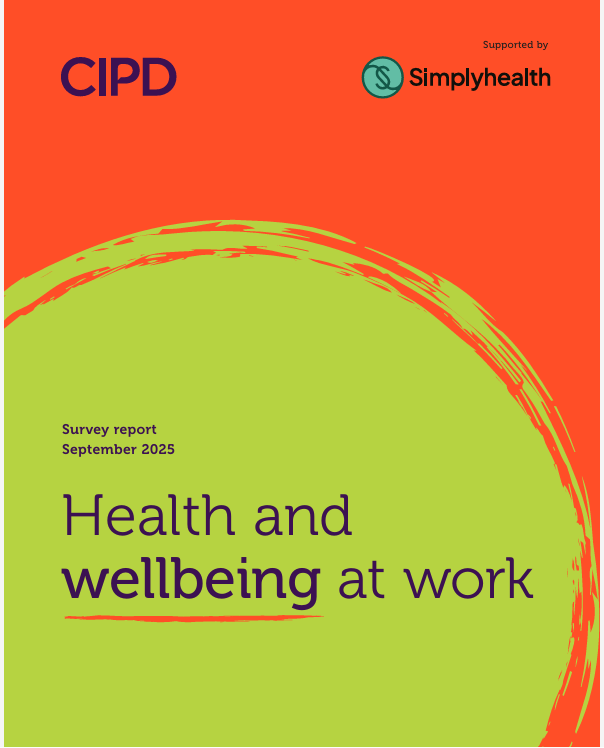 Supported by
CIPD
Simplyhealth
Survey report
September 2025
Health and
wellbeing at work